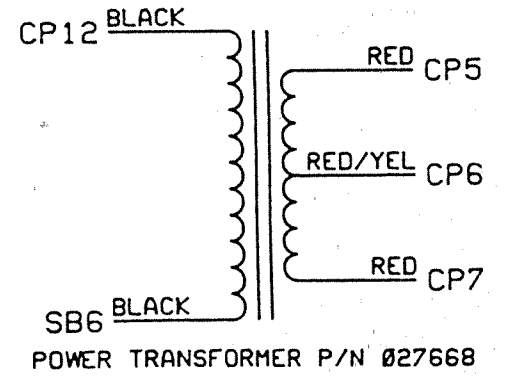 CP12 BLACK
RED CP5
RED/YEL CP6
RED CP7
SB6 BLACK
POWER TRANSFORMER P/N 027668